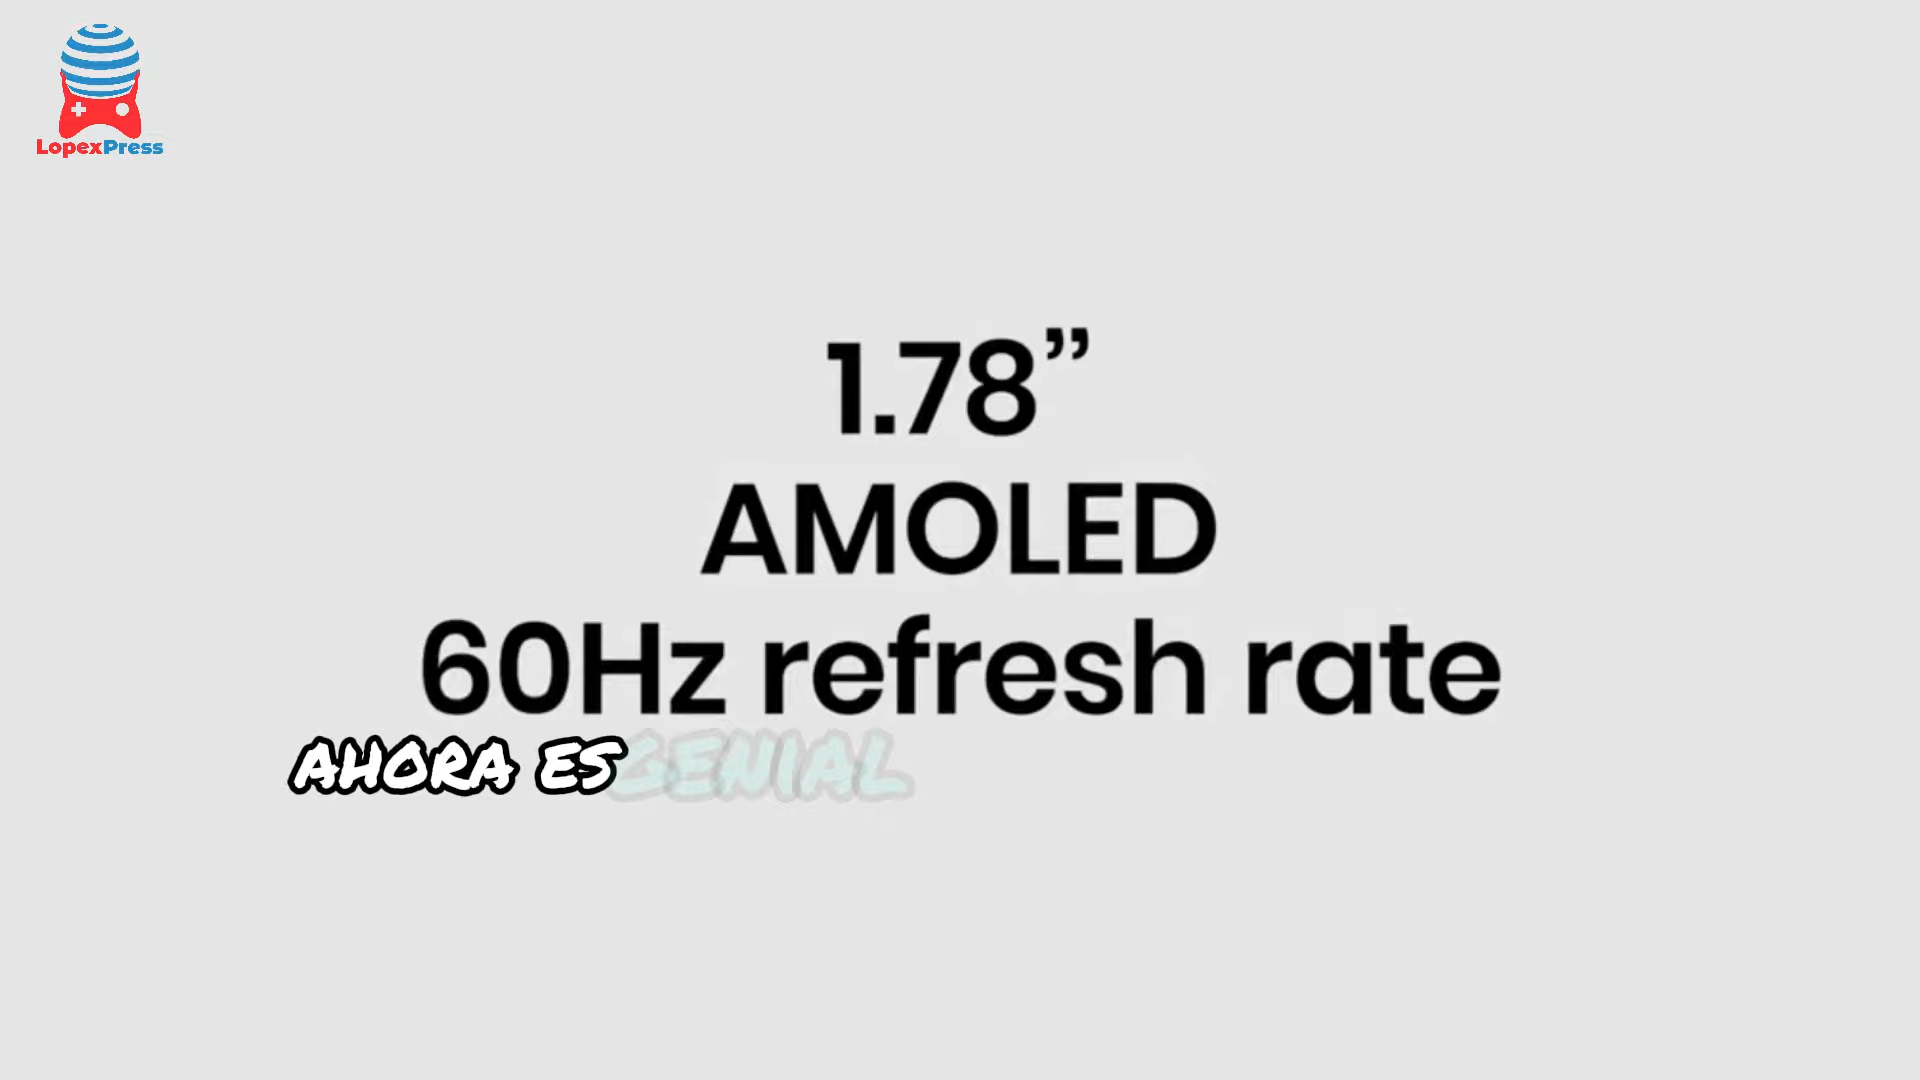 LopexPress
1.78”
AMOLED
60Hz refresh rate
AHORA ES GENIAL